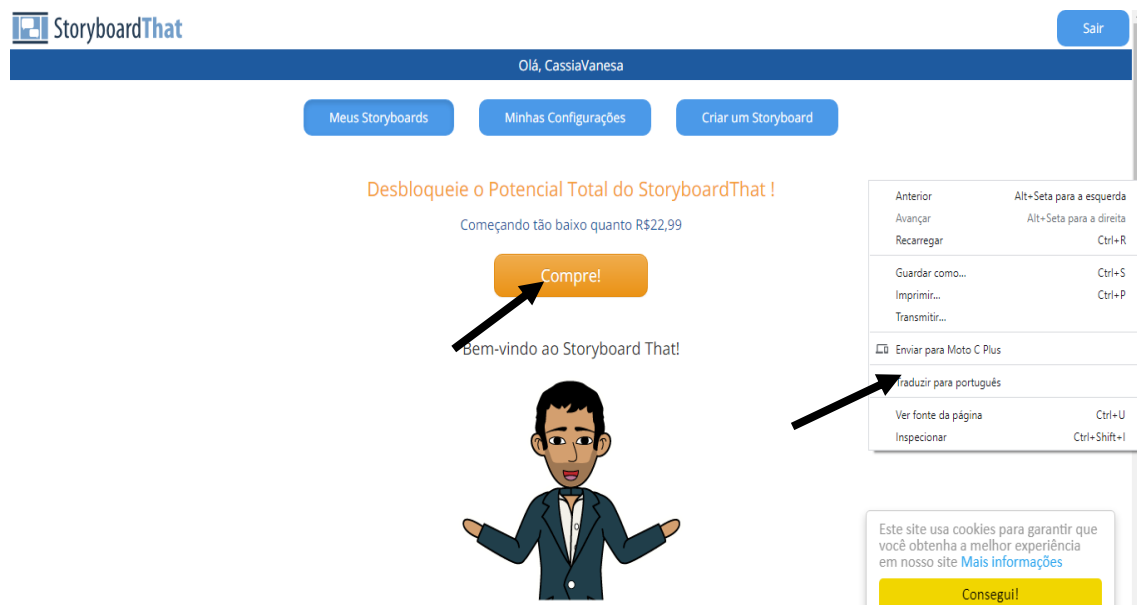 StoryboardThat
Sair
Olá, CassiaVanesa
Meus Storyboards
Minhas Configurações
Criar um Storyboard
Desbloqueie o Potencial Total do StoryboardThat !
Começando tão baixo quanto R$22,99
Compre!
Bem-vindo ao Storyboard That!
Anterior Alt+Seta para a esquerda
Avançar Alt+Seta para a direita
Recarregar Ctrl+R
Guardar como... Ctrl+S
Imprimir... Ctrl+P
Transmitir...
Enviar para Moto C Plus
Traduzir para português
Ver fonte da página Ctrl+U
Inspecionar Ctrl+Shift+I
Este site usa cookies para garantir que
você obtenha a melhor experiência
em nosso site Mais informações
Consegui!